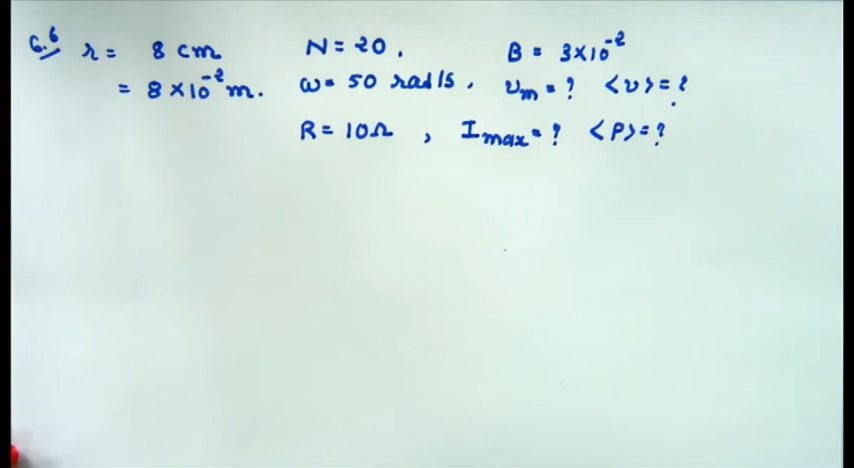 6.6 r = 8 cm N = 20. B = 3×10⁻²
= 8×10⁻² m. ω = 50 rad/s, υₘ = ? <υ> = ?
R = 10Ω, Iₘₐₓ = ? <P> = ?